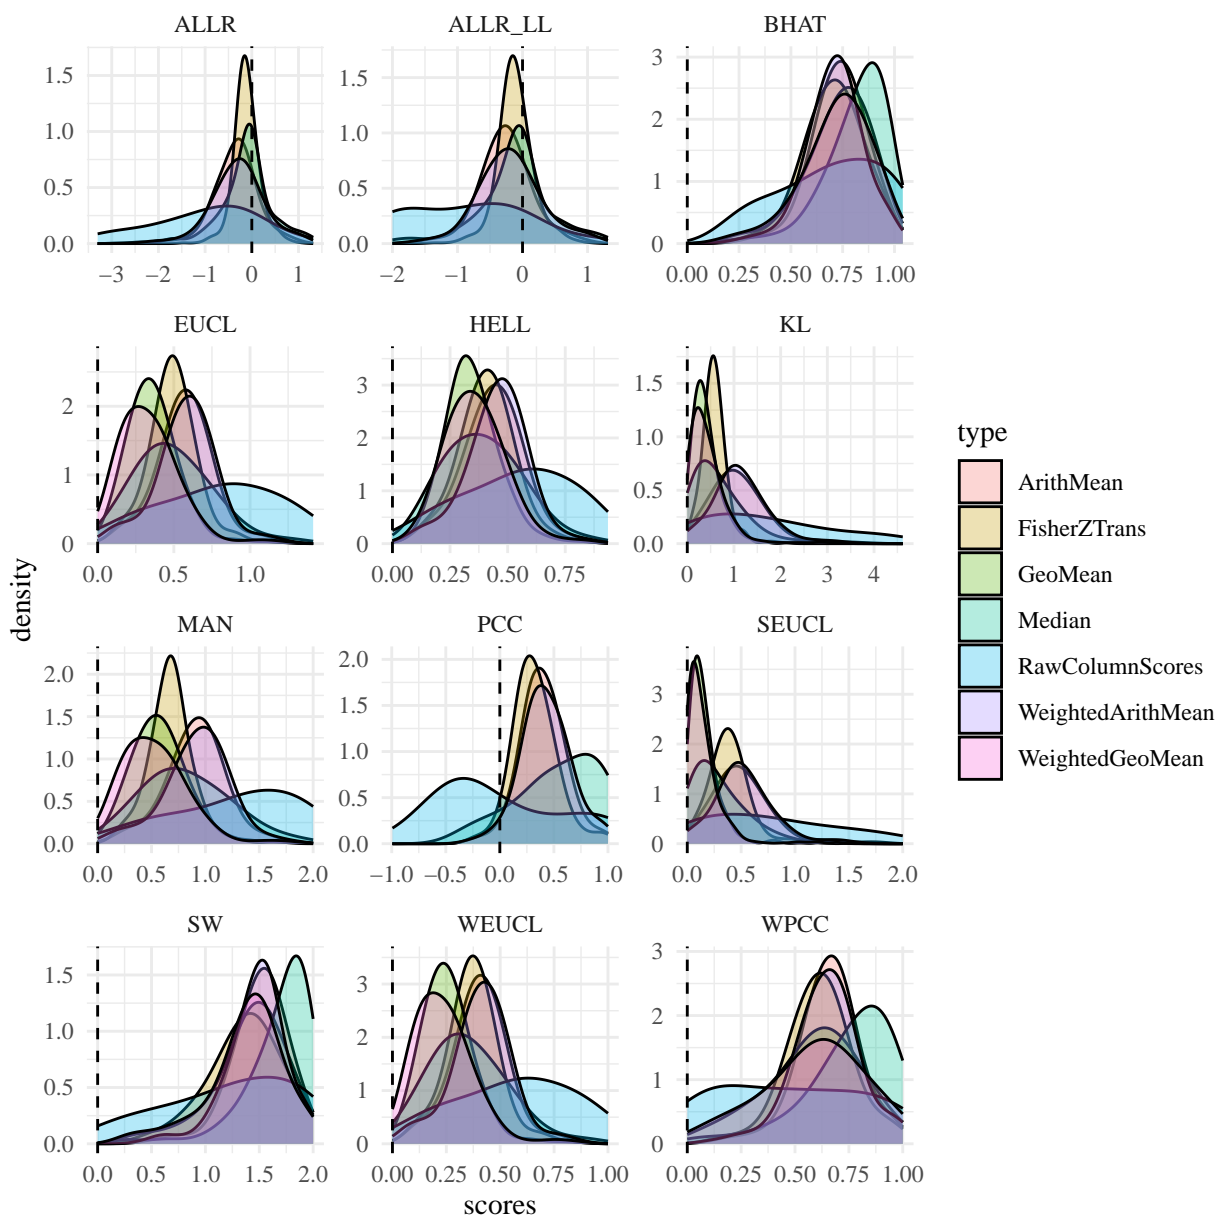 ALLR ALLR_LL BHAT
1.5 1.0 0.5 0.0
−3 −2 −1 0 1
1.5 1.0 0.5 0.0
−2 −1 0 1
3 2 1 0
0.00 0.25 0.50 0.75 1.00
EUCL HELL KL
2 1 0
0.0 0.5 1.0
3 2 1 0
0.00 0.25 0.50 0.75
1.5 1.0 0.5 0.0
0 1 2 3 4
MAN PCC SEUCL
2.0 1.5 1.0 0.5 0.0
0.0 0.5 1.0 1.5 2.0
2.0 1.5 1.0 0.5 0.0
−1.0 −0.5 0.0 0.5 1.0
3 2 1 0
0.0 0.5 1.0 1.5 2.0
SW WEUCL WPCC
1.5 1.0 0.5 0.0
0.0 0.5 1.0 1.5 2.0
3 2 1 0
0.00 0.25 0.50 0.75 1.00
3 2 1 0
0.00 0.25 0.50 0.75 1.00
density
scores
type
ArithMean
FisherZTrans
GeoMean
Median
RawColumnScores
WeightedArithMean
WeightedGeoMean